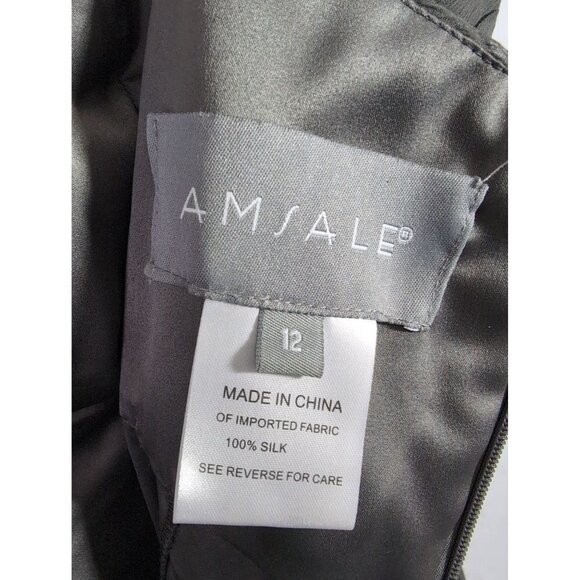 AMSALE®
12
MADE IN CHINA
OF IMPORTED FABRIC
100% SILK
SEE REVERSE FOR CARE